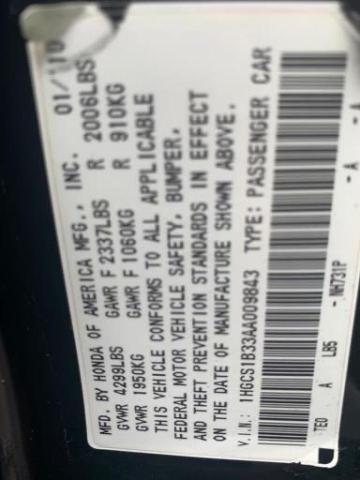 MFD. BY HONDA OF AMERICA MFG., INC. 01/'10
GVWR 4299LBS GAWR F 2337LBS R 2006LBS
GVWR 1950KG GAWR F 1060KG R 910KG
THIS VEHICLE CONFORMS TO ALL APPLICABLE
FEDERAL MOTOR VEHICLE SAFETY, BUMPER,
AND THEFT PREVENTION STANDARDS IN EFFECT
ON THE DATE OF MANUFACTURE SHOWN ABOVE.
V.I.N.: 1HGCS1B33AA009843 TYPE: PASSENGER CAR
TE0 A LB5 NH731P